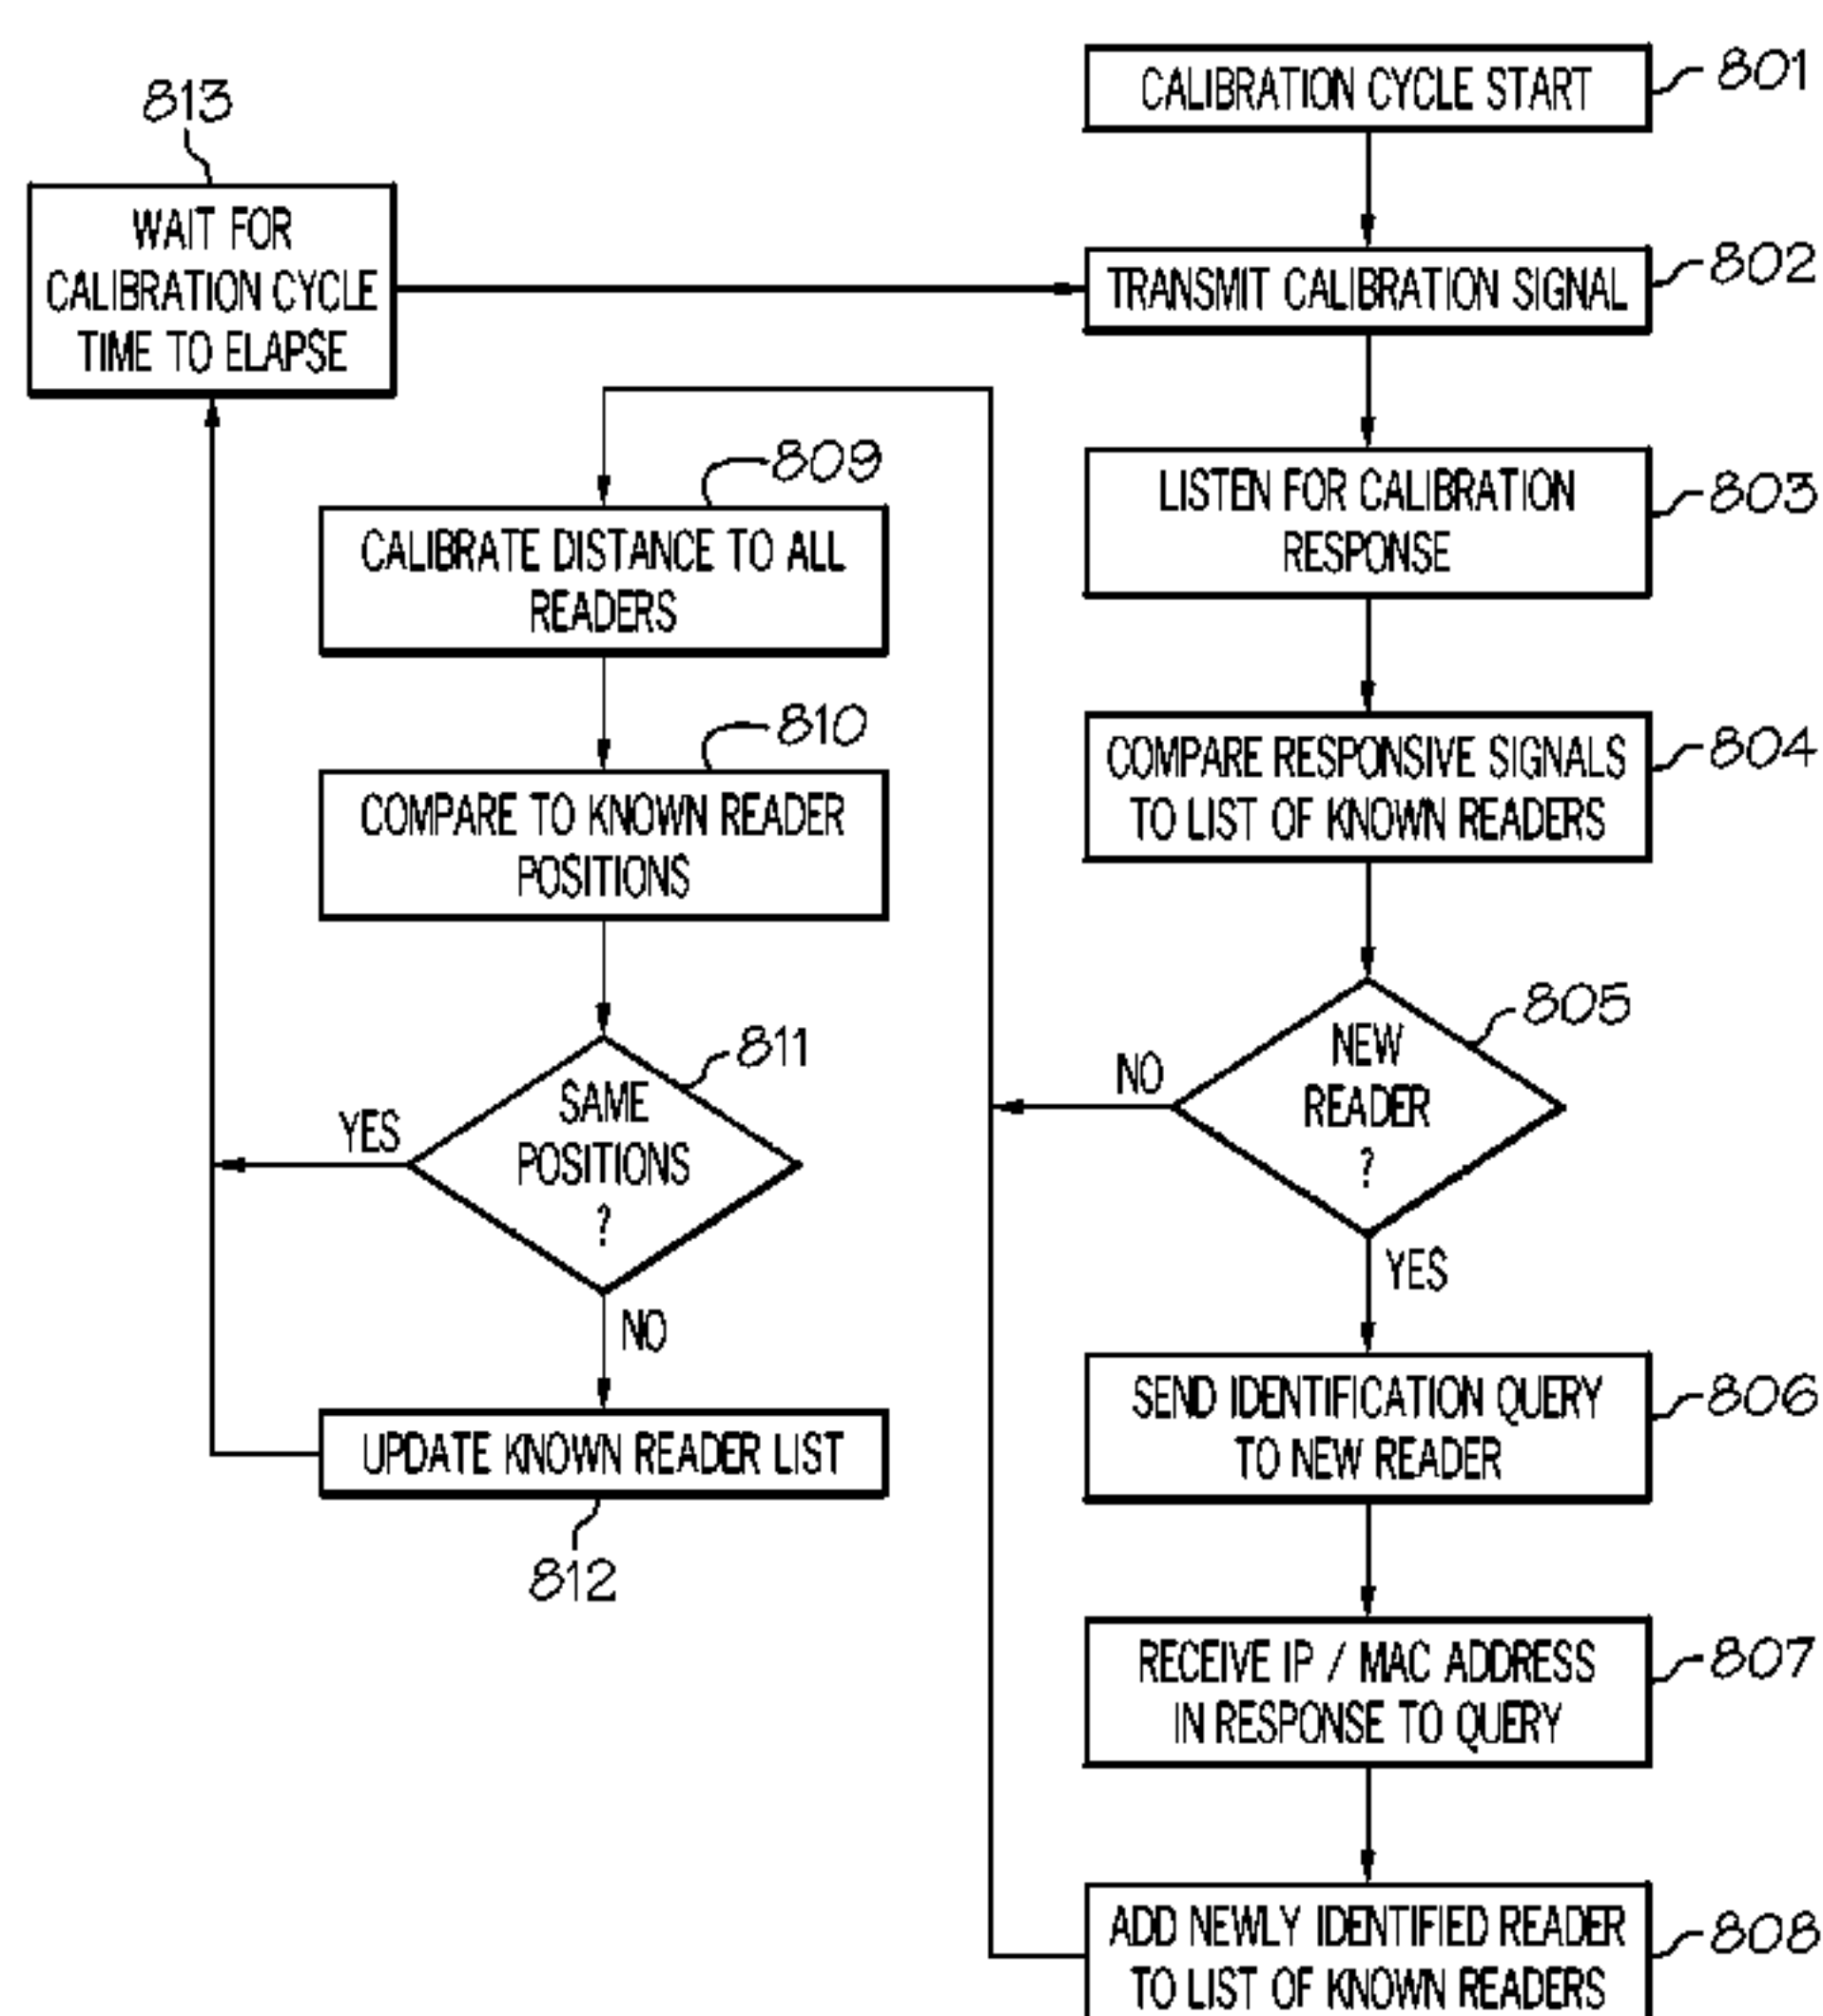 CALIBRATION CYCLE START
801
813
WAIT FOR
CALIBRATION CYCLE
TIME TO ELAPSE
TRANSMIT CALIBRATION SIGNAL
802
LISTEN FOR CALIBRATION
RESPONSE
803
COMPARE RESPONSIVE SIGNALS
TO LIST OF KNOWN READERS
804
NEW
READER
?
805
NO
YES
SEND IDENTIFICATION QUERY
TO NEW READER
806
RECEIVE IP / MAC ADDRESS
IN RESPONSE TO QUERY
807
ADD NEWLY IDENTIFIED READER
TO LIST OF KNOWN READERS
808
809
CALIBRATE DISTANCE TO ALL
READERS
810
COMPARE TO KNOWN READER
POSITIONS
811
SAME
POSITIONS
?
YES
NO
UPDATE KNOWN READER LIST
812